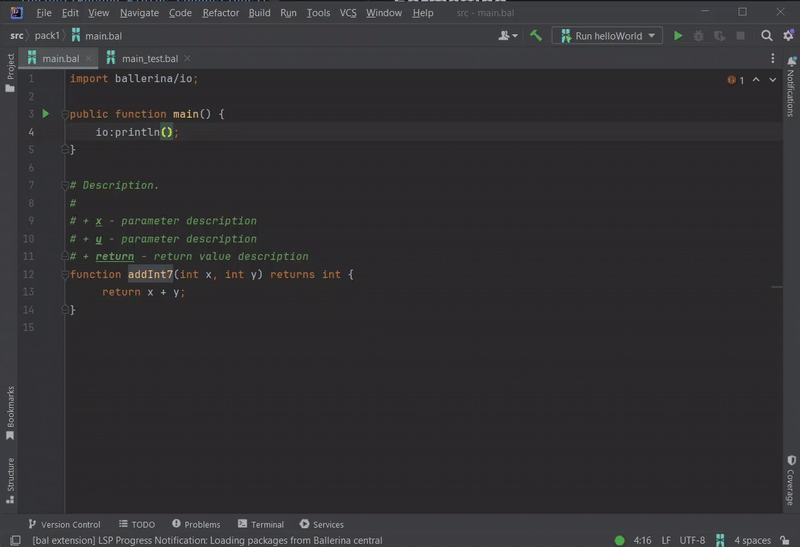 File Edit View Navigate Code Refactor Build Run Tools VCS Window Help src - main.bal
src pack1 main.bal Run helloWorld
main.bal main_test.bal
Project
Notifications
1 import ballerina/io; 1
2
3 public function main() {
4 io:println();
5 }
6
7 # Description.
8 #
9 # + x - parameter description
10 # + y - parameter description
11 # + return - return value description
12 function addInt7(int x, int y) returns int {
13 return x + y;
14 }
15
Bookmarks
Structure
Coverage
Version Control TODO Problems Terminal Services
[bal extension] LSP Progress Notification: Loading packages from Ballerina central 4:16 LF UTF-8 4 spaces